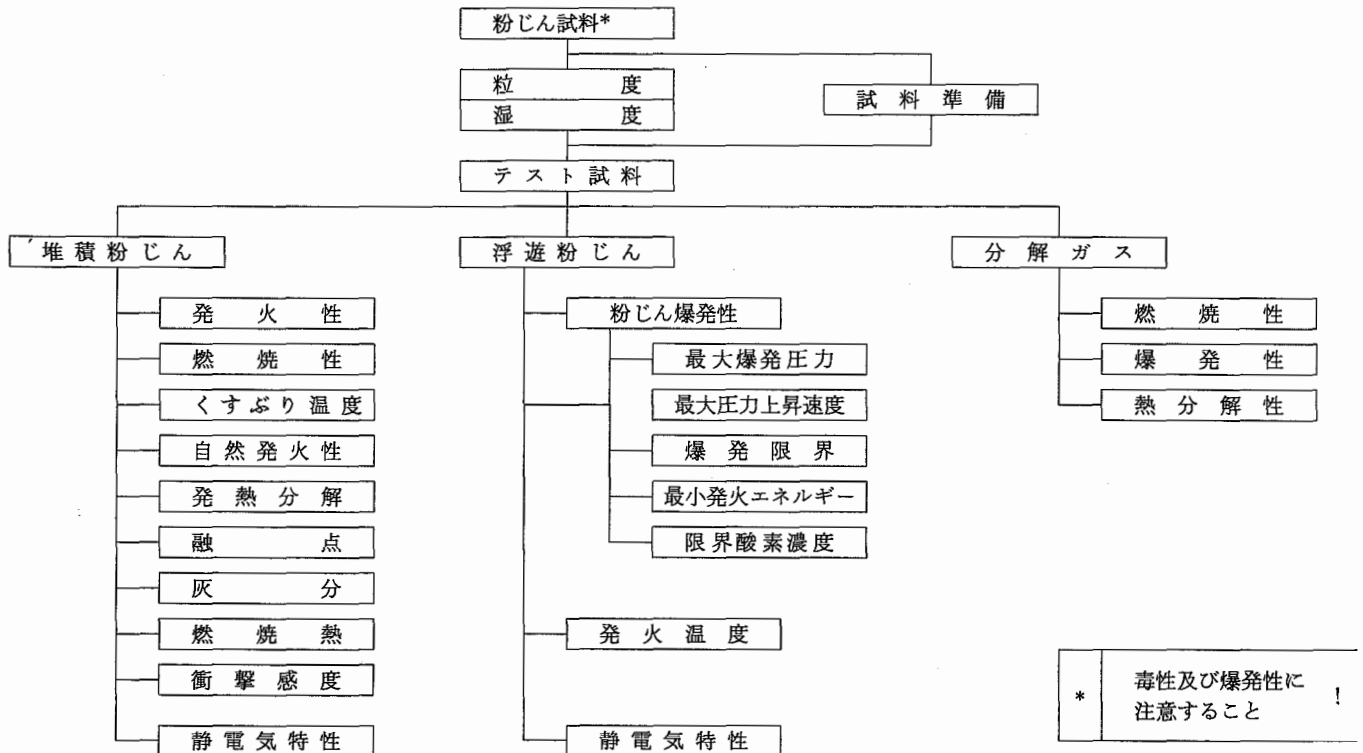 粉じん試料*
粒度
湿度
試料準備
テスト試料
堆積粉じん
発火性
燃焼性
くすぶり温度
自然発火性
発熱分解
融点
灰分
燃焼熱
衝撃感度
静電気特性
浮遊粉じん
粉じん爆発性
最大爆発圧力
最大圧力上昇速度
爆発限界
最小発火エネルギー
限界酸素濃度
発火温度
静電気特性
分解ガス
燃焼性
爆発性
熱分解性
* 毒性及び爆発性に
注意すること !